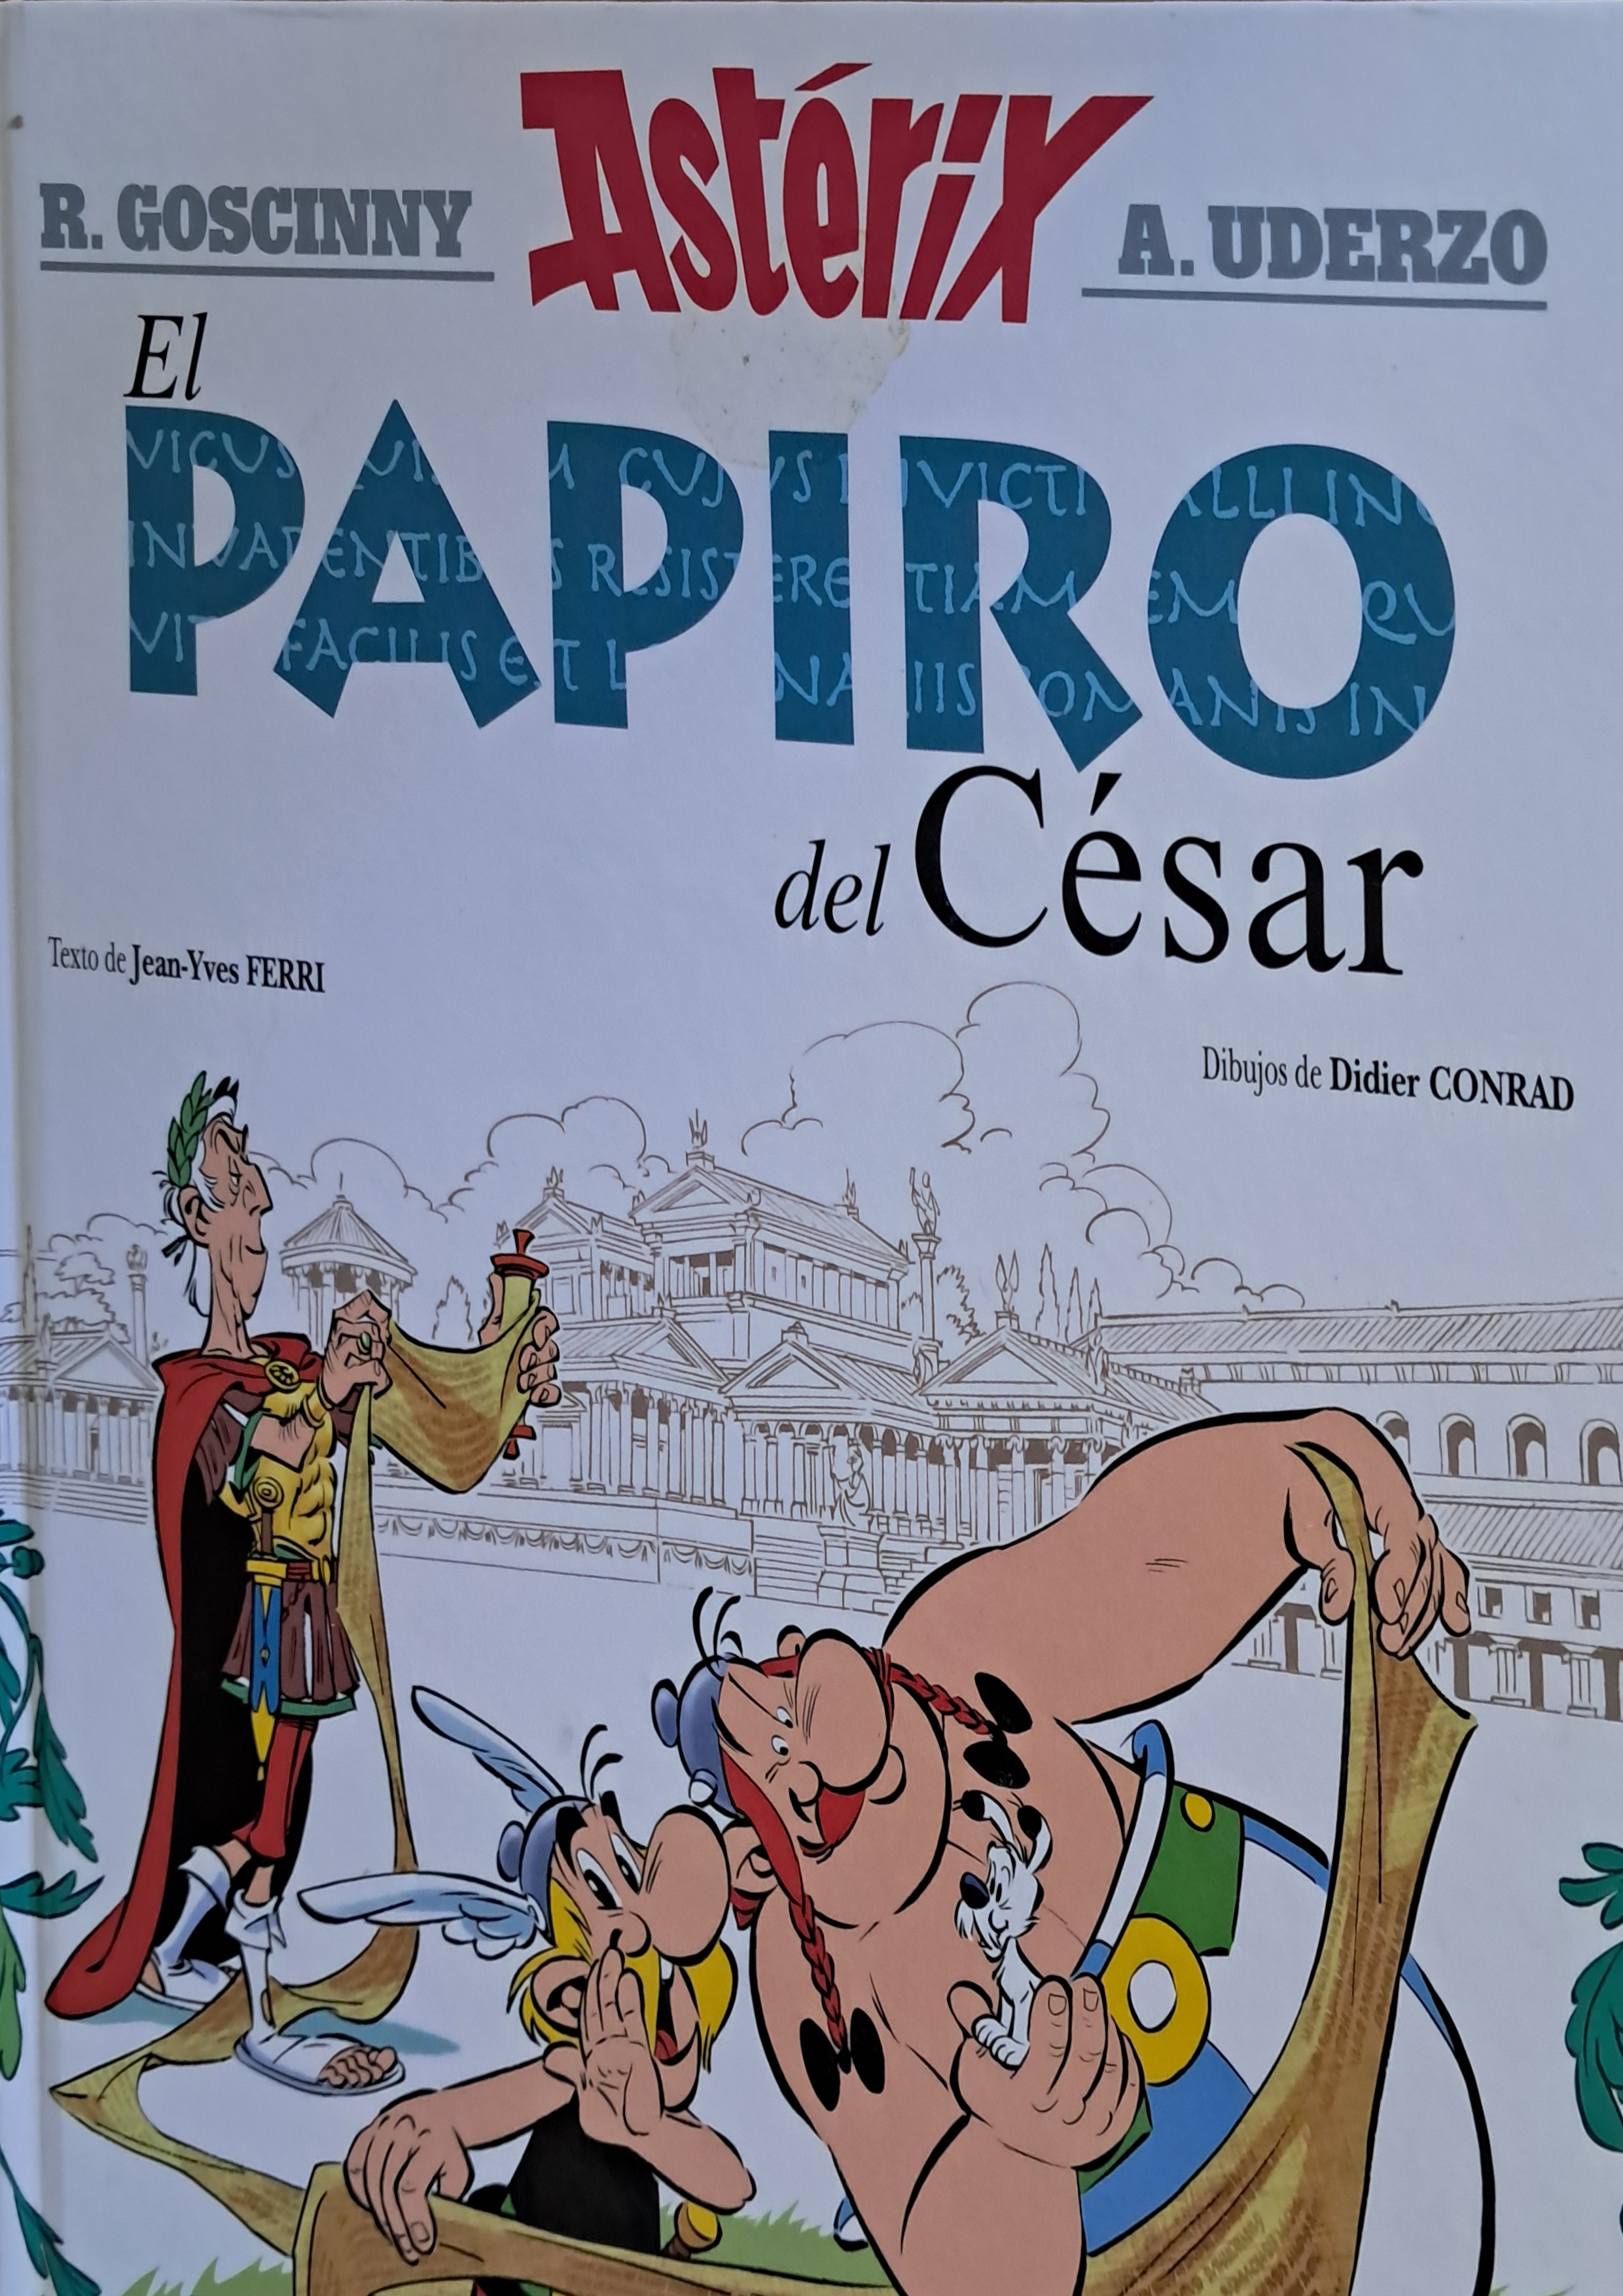 Astérix
R. GOSCINNY
A. UDERZO
El
PAPIRO
del César
Texto de Jean-Yves FERRI
Dibujos de Didier CONRAD